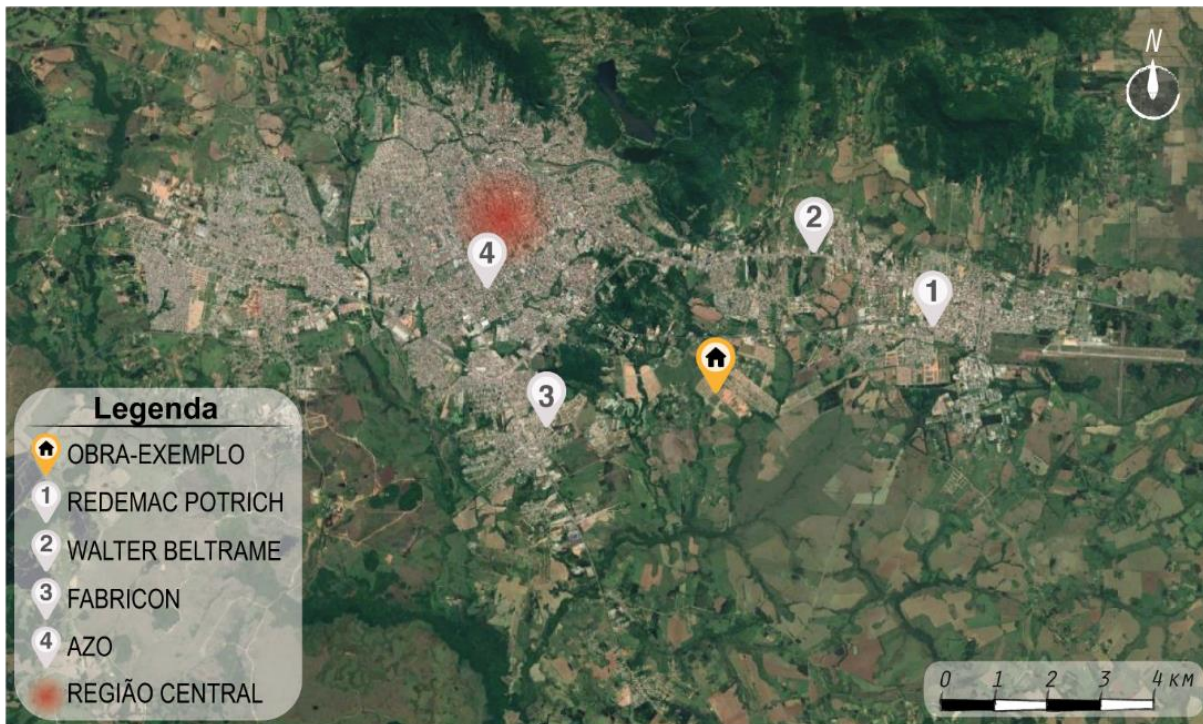 N
2
4
1
3
Legenda
OBRA-EXEMPLO
1 REDEMAC POTRICH
2 WALTER BELTRAME
3 FABRICON
4 AZO
REGIÃO CENTRAL
0 1 2 3 4 KM